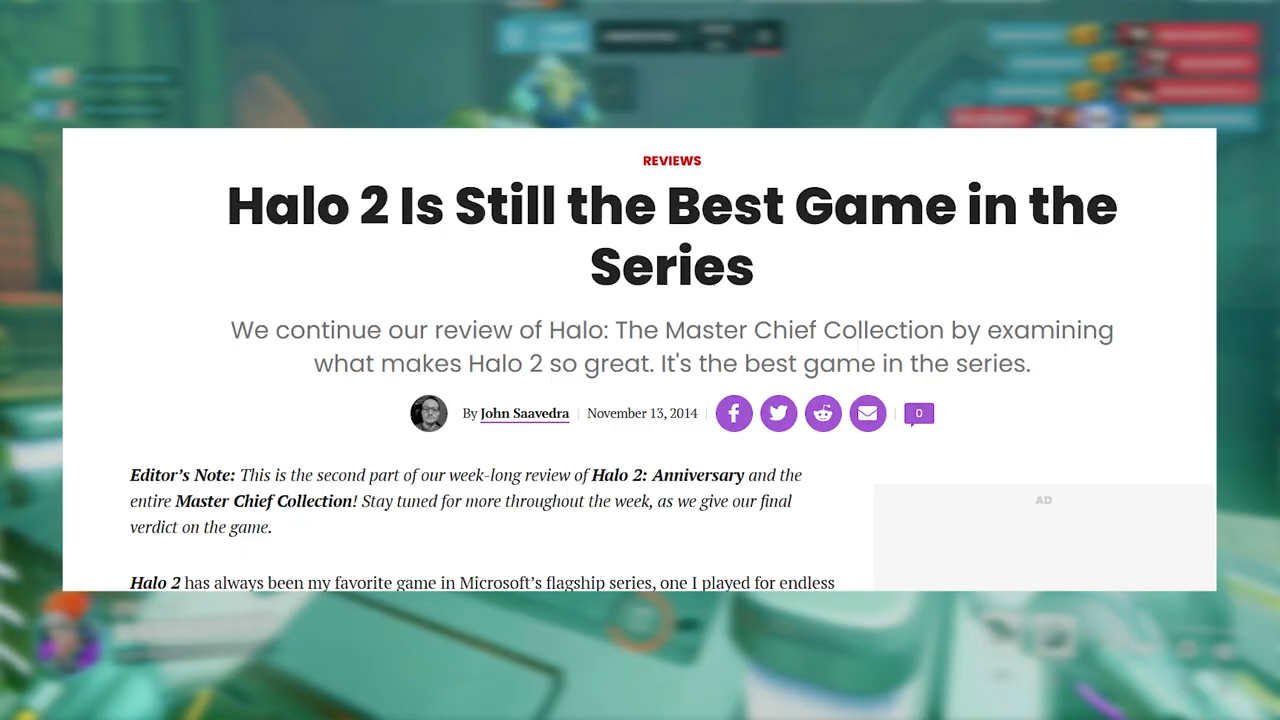 REVIEWS
Halo 2 Is Still the Best Game in the
Series
We continue our review of Halo: The Master Chief Collection by examining
what makes Halo 2 so great. It's the best game in the series.
By John Saavedra
November 13, 2014
0
Editor’s Note: This is the second part of our week-long review of Halo 2: Anniversary and the
entire Master Chief Collection! Stay tuned for more throughout the week, as we give our final
verdict on the game.
AD
Halo 2 has always been my favorite game in Microsoft’s flagship series, one I played for endless